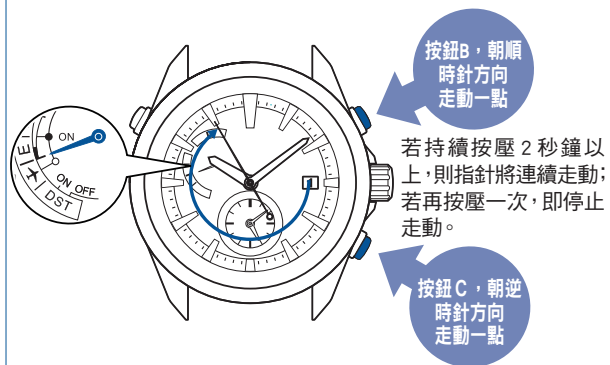 按鈕B，朝順
時針方向
走動一點
若持續按壓2秒鐘以
上，則指針將連續走動；
若再按壓一次，即停止
走動。
按鈕C，朝逆
時針方向
走動一點
ON
E
L
ON OFF
DST